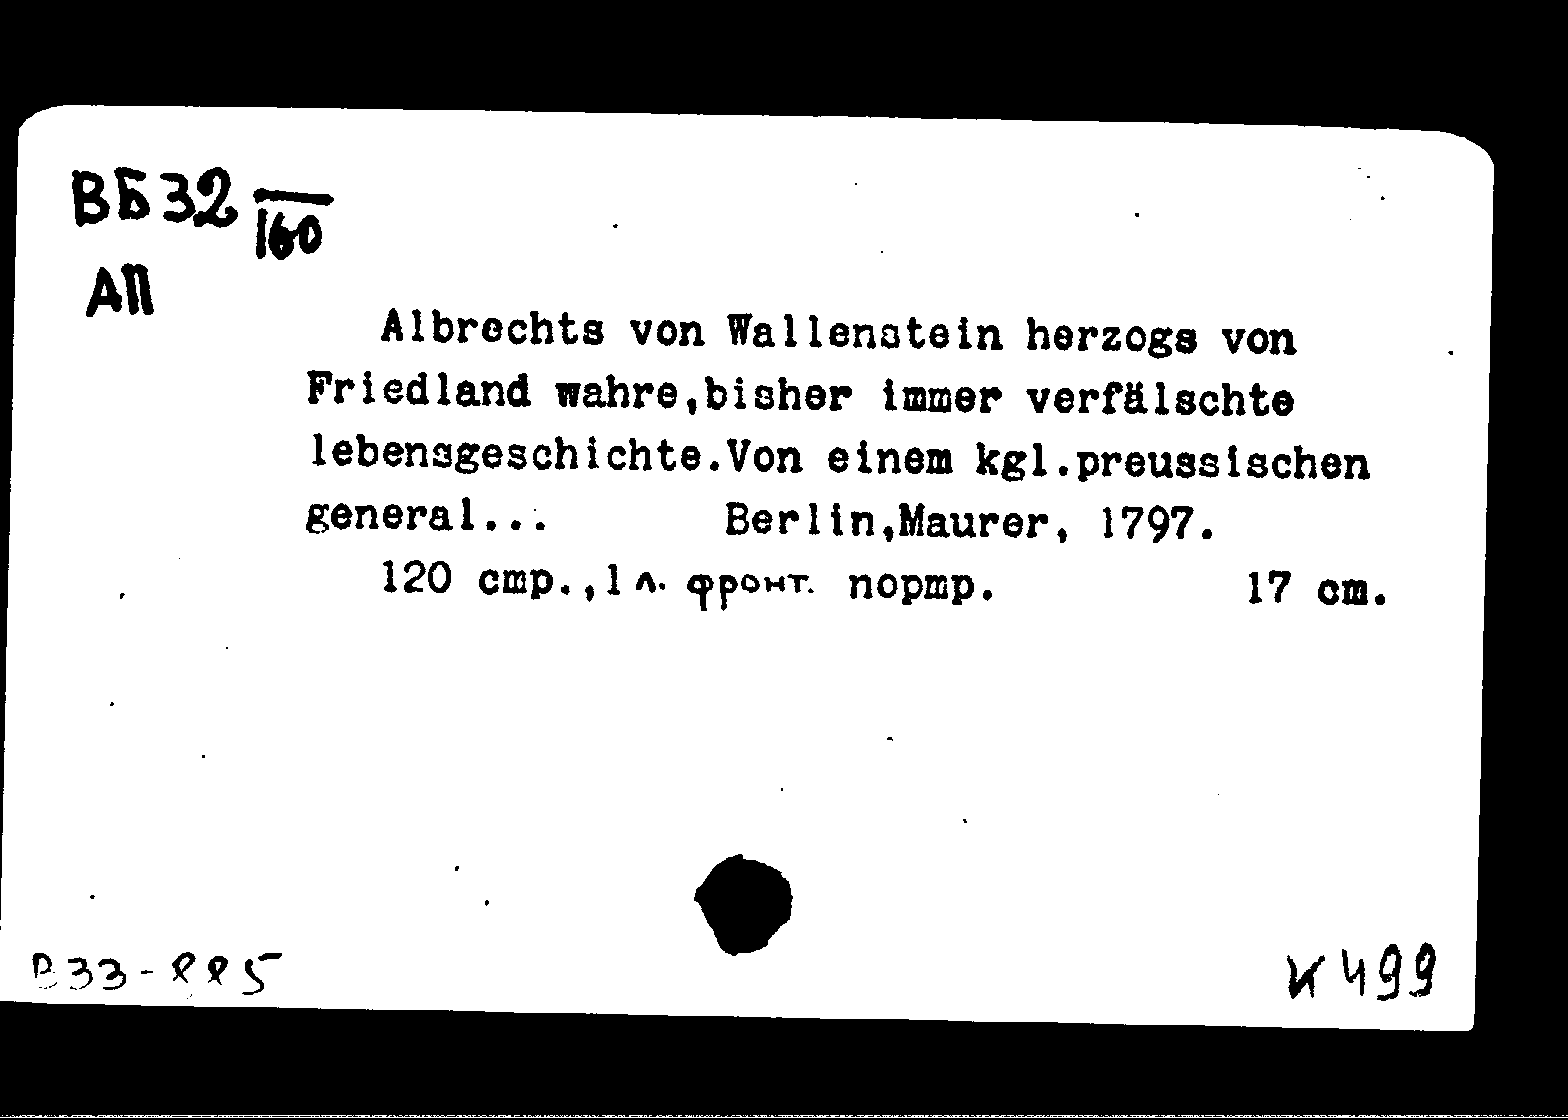 ВБ32 160
АП
Albrechts von Wallenstein herzogs von
Friedland wahre,bisher immer verfälschte
lebensgeschichte.Von einem kgl.preussischen
general... Berlin,Maurer, 1797.
120 стр.,1 л. фронт. портр. 17 cm.
В33-885
К499